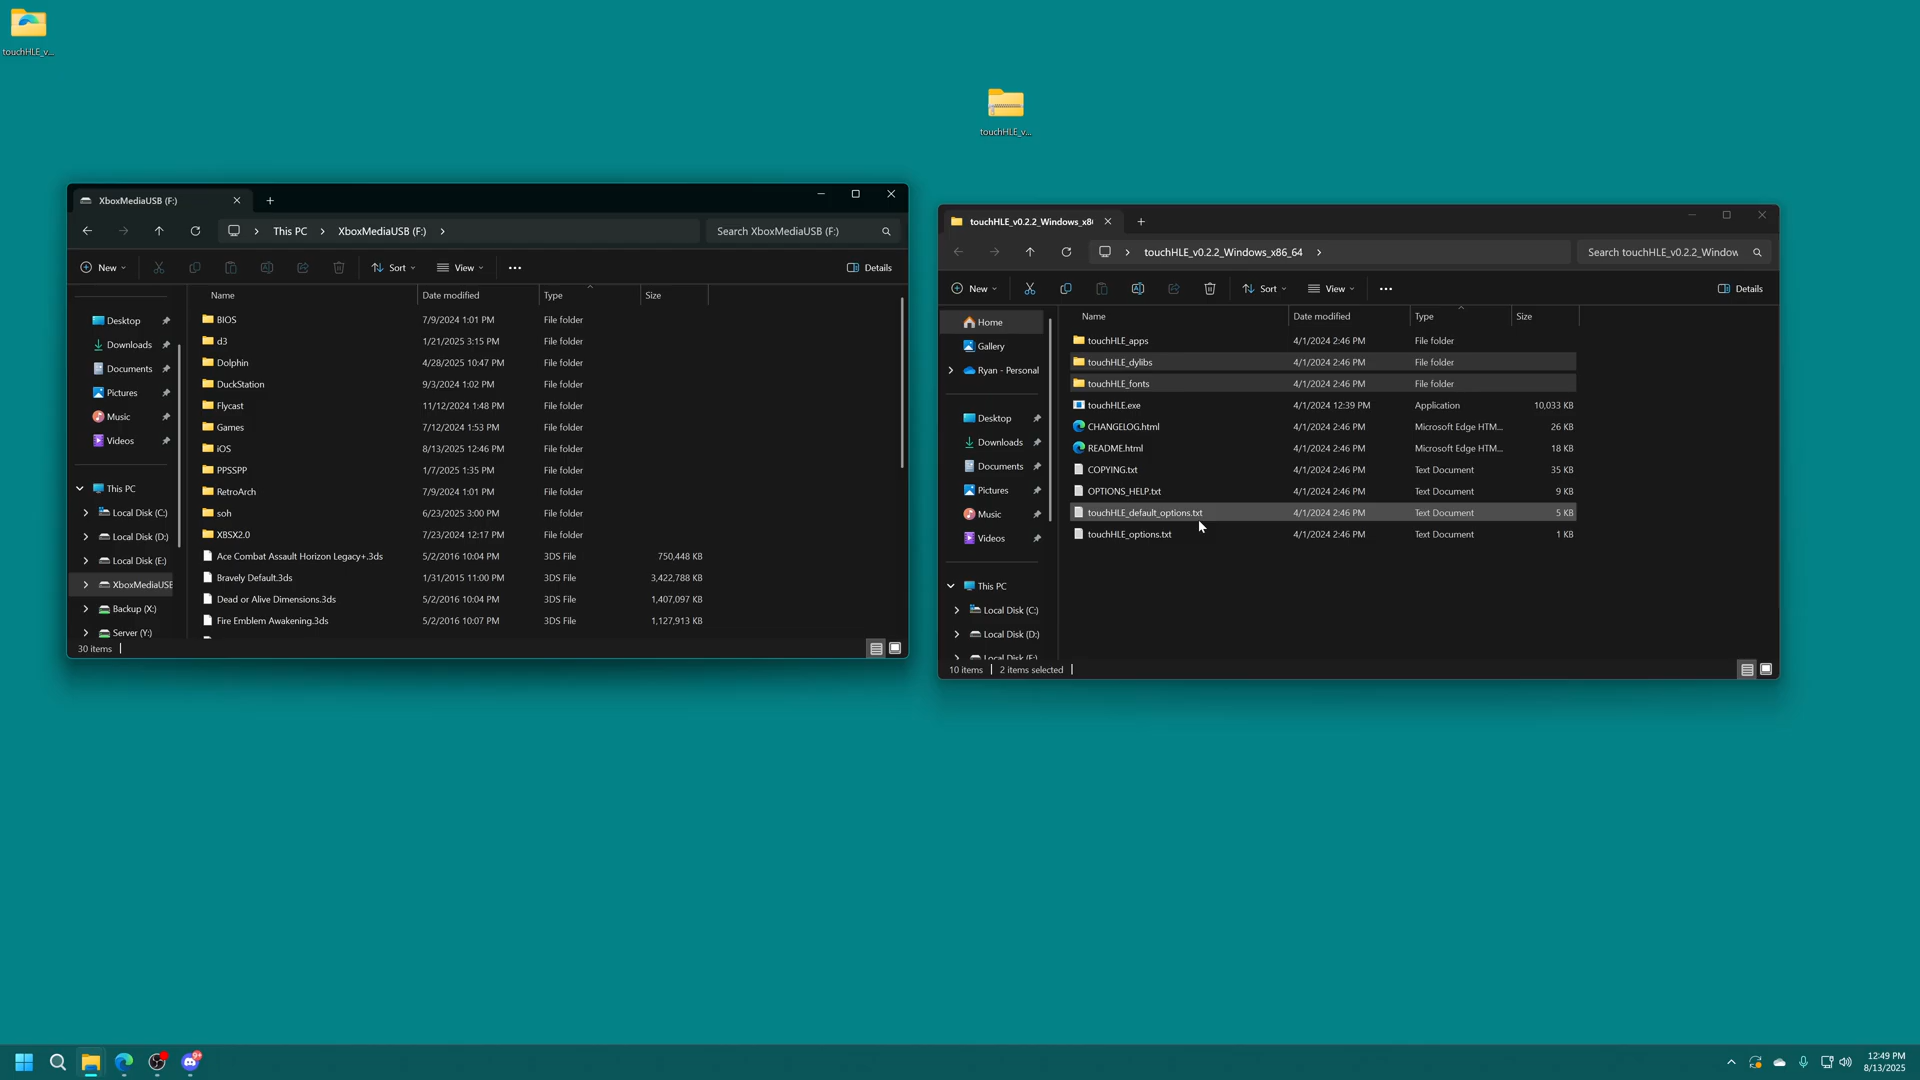 touchHLE_v...
touchHLE_v...
XboxMediaUSB (F:)
This PC
XboxMediaUSB (F:)
Search XboxMediaUSB (F:)
New
Sort
View
Details
Name Date modified Type Size
Desktop
Downloads
Documents
Pictures
Music
Videos
This PC
Local Disk (C:)
Local Disk (D:)
Local Disk (E:)
XboxMediaUSB
Backup (X:)
Server (Y:)
BIOS 7/9/2024 1:01 PM File folder
d3 1/21/2025 3:15 PM File folder
Dolphin 4/28/2025 10:47 PM File folder
DuckStation 9/3/2024 1:02 PM File folder
Flycast 11/12/2024 1:48 PM File folder
Games 7/12/2024 1:53 PM File folder
iOS 8/13/2025 12:46 PM File folder
PPSSPP 1/7/2025 1:35 PM File folder
RetroArch 7/9/2024 1:01 PM File folder
soh 6/23/2025 3:00 PM File folder
XBSX2.0 7/23/2024 12:17 PM File folder
Ace Combat Assault Horizon Legacy+.3ds 5/2/2016 10:04 PM 3DS File 750,448 KB
Bravely Default.3ds 1/31/2015 11:00 PM 3DS File 3,422,788 KB
Dead or Alive Dimensions.3ds 5/2/2016 10:04 PM 3DS File 1,407,097 KB
Fire Emblem Awakening.3ds 5/2/2016 10:07 PM 3DS File 1,127,913 KB
30 items
touchHLE_v0.2.2_Windows_x8
touchHLE_v0.2.2_Windows_x86_64
Search touchHLE_v0.2.2_Window
New
Sort
View
Details
Name Date modified Type Size
Home
Gallery
Ryan - Personal
Desktop
Downloads
Documents
Pictures
Music
Videos
This PC
Local Disk (C:)
Local Disk (D:)
Local Disk (E:)
touchHLE_apps 4/1/2024 2:46 PM File folder
touchHLE_dylibs 4/1/2024 2:46 PM File folder
touchHLE_fonts 4/1/2024 2:46 PM File folder
touchHLE.exe 4/1/2024 12:39 PM Application 10,033 KB
CHANGELOG.html 4/1/2024 2:46 PM Microsoft Edge HTM... 26 KB
README.html 4/1/2024 2:46 PM Microsoft Edge HTM... 18 KB
COPYING.txt 4/1/2024 2:46 PM Text Document 35 KB
OPTIONS_HELP.txt 4/1/2024 2:46 PM Text Document 9 KB
touchHLE_default_options.txt 4/1/2024 2:46 PM Text Document 5 KB
touchHLE_options.txt 4/1/2024 2:46 PM Text Document 1 KB
10 items 2 items selected
12:49 PM
8/13/2025